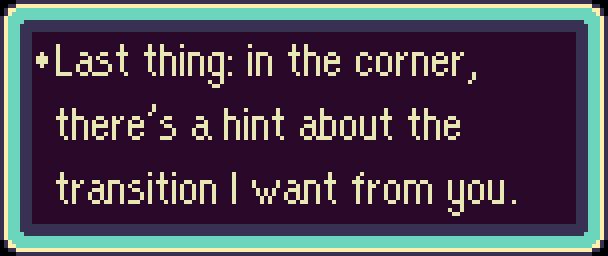 •Last thing: in the corner,
there's a hint about the
transition I want from you.